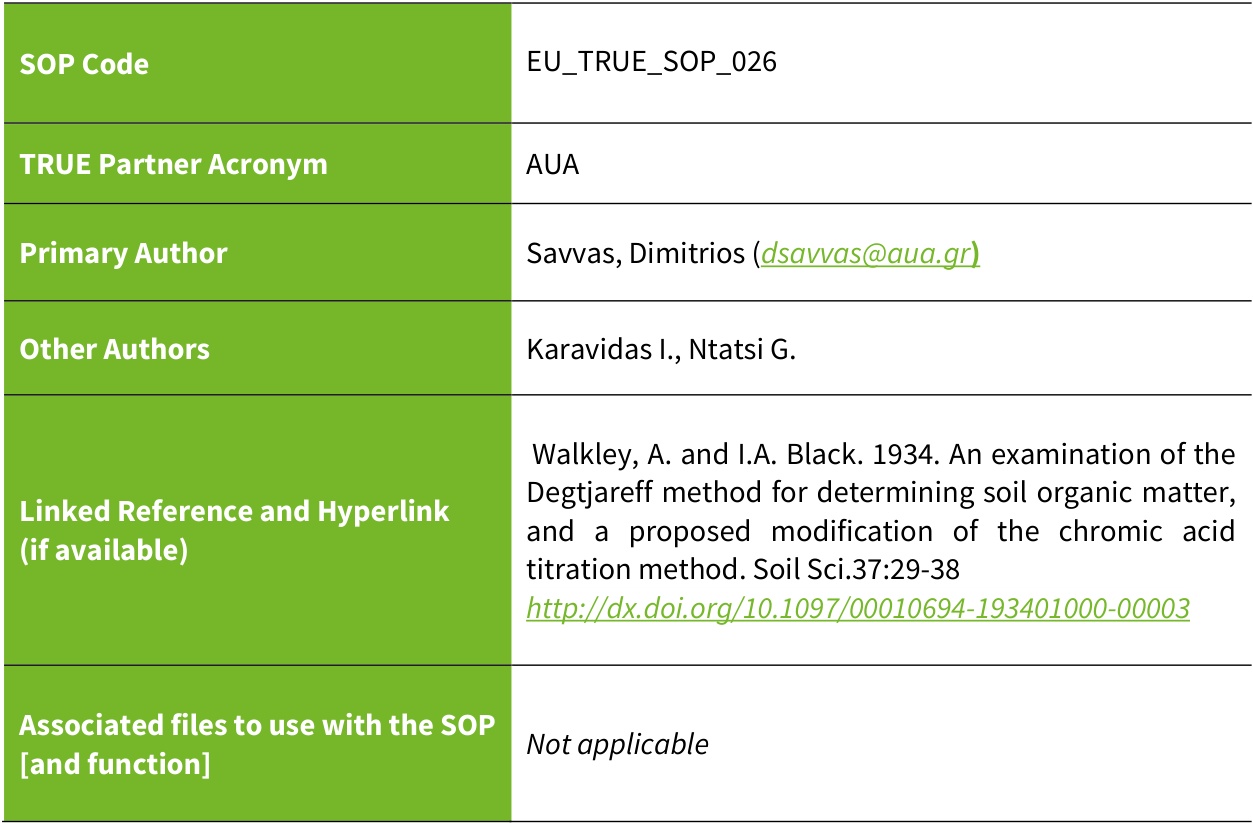 SOP Code
EU_TRUE_SOP_026
TRUE Partner Acronym
AUA
Primary Author
Savvas, Dimitrios (dsavvas@aua.gr)
Other Authors
Karavidas I., Ntatsi G.
Linked Reference and Hyperlink
(if available)
Walkley, A. and I.A. Black. 1934. An examination of the
Degtjareff method for determining soil organic matter,
and a proposed modification of the chromic acid
titration method. Soil Sci.37:29-38
http://dx.doi.org/10.1097/00010694-193401000-00003
Associated files to use with the SOP
[and function]
Not applicable